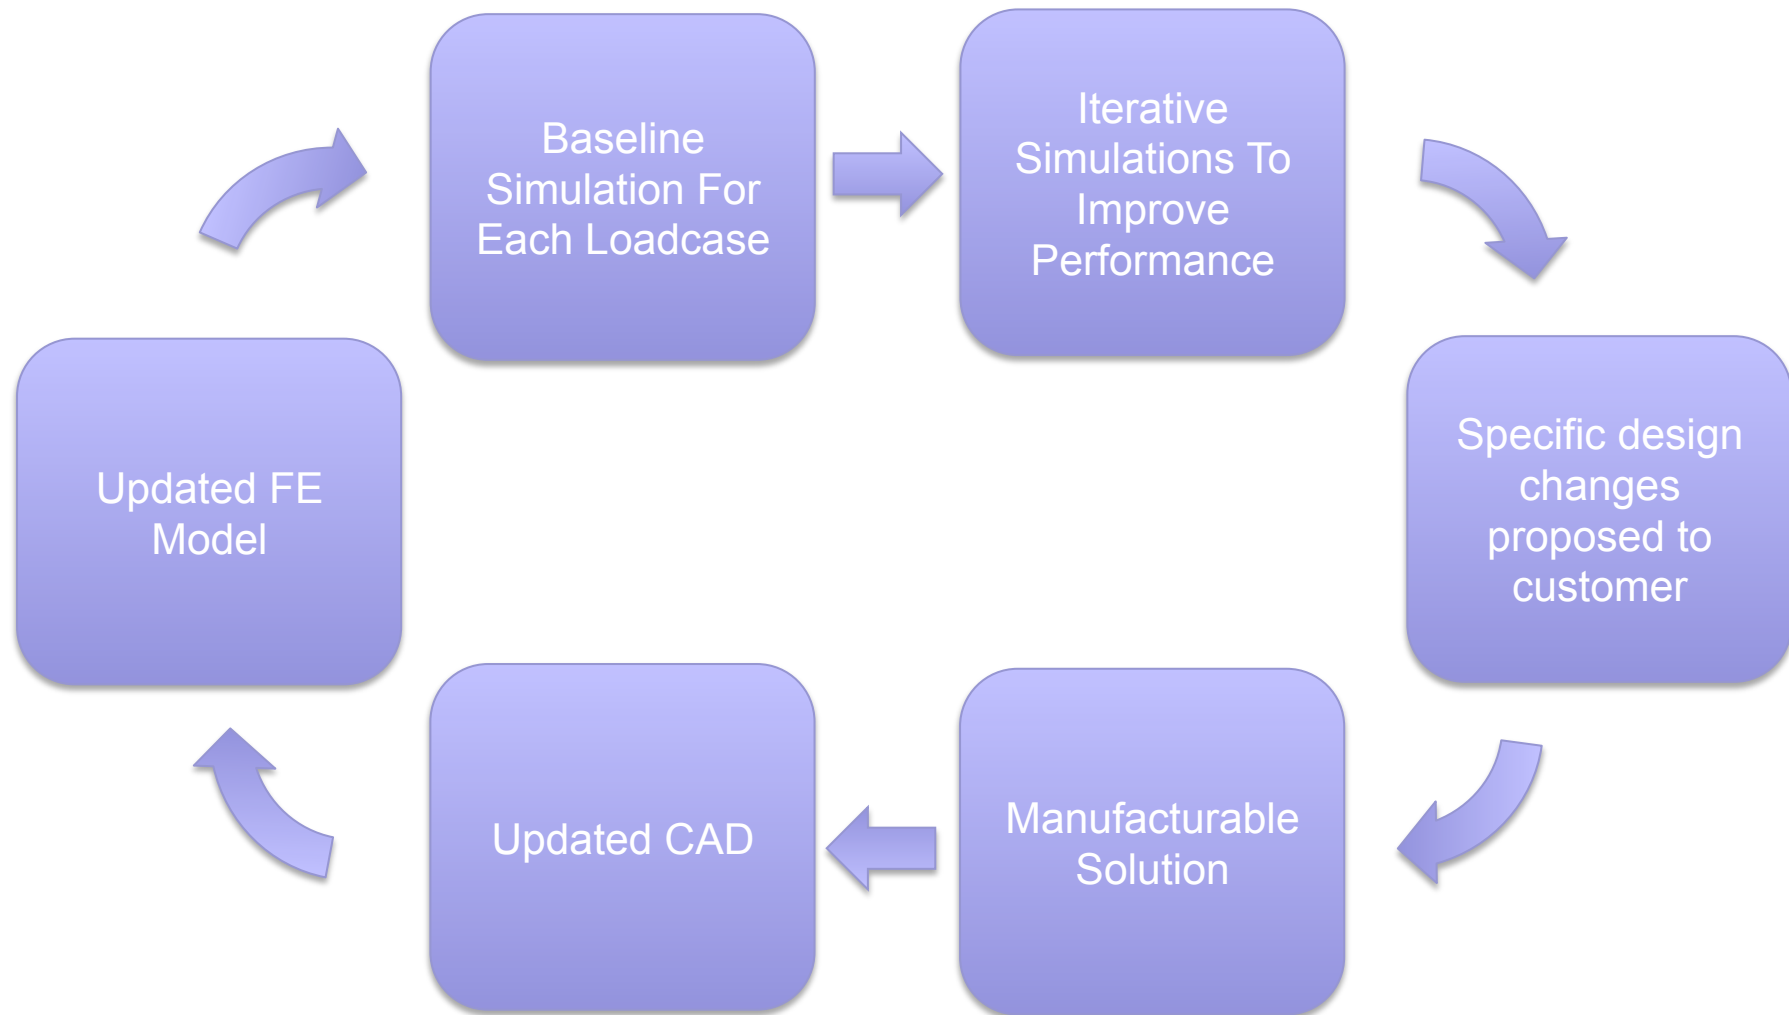 Baseline
Simulation For
Each Loadcase
Iterative
Simulations To
Improve
Performance
Specific design
changes
proposed to
customer
Manufacturable
Solution
Updated CAD
Updated FE
Model